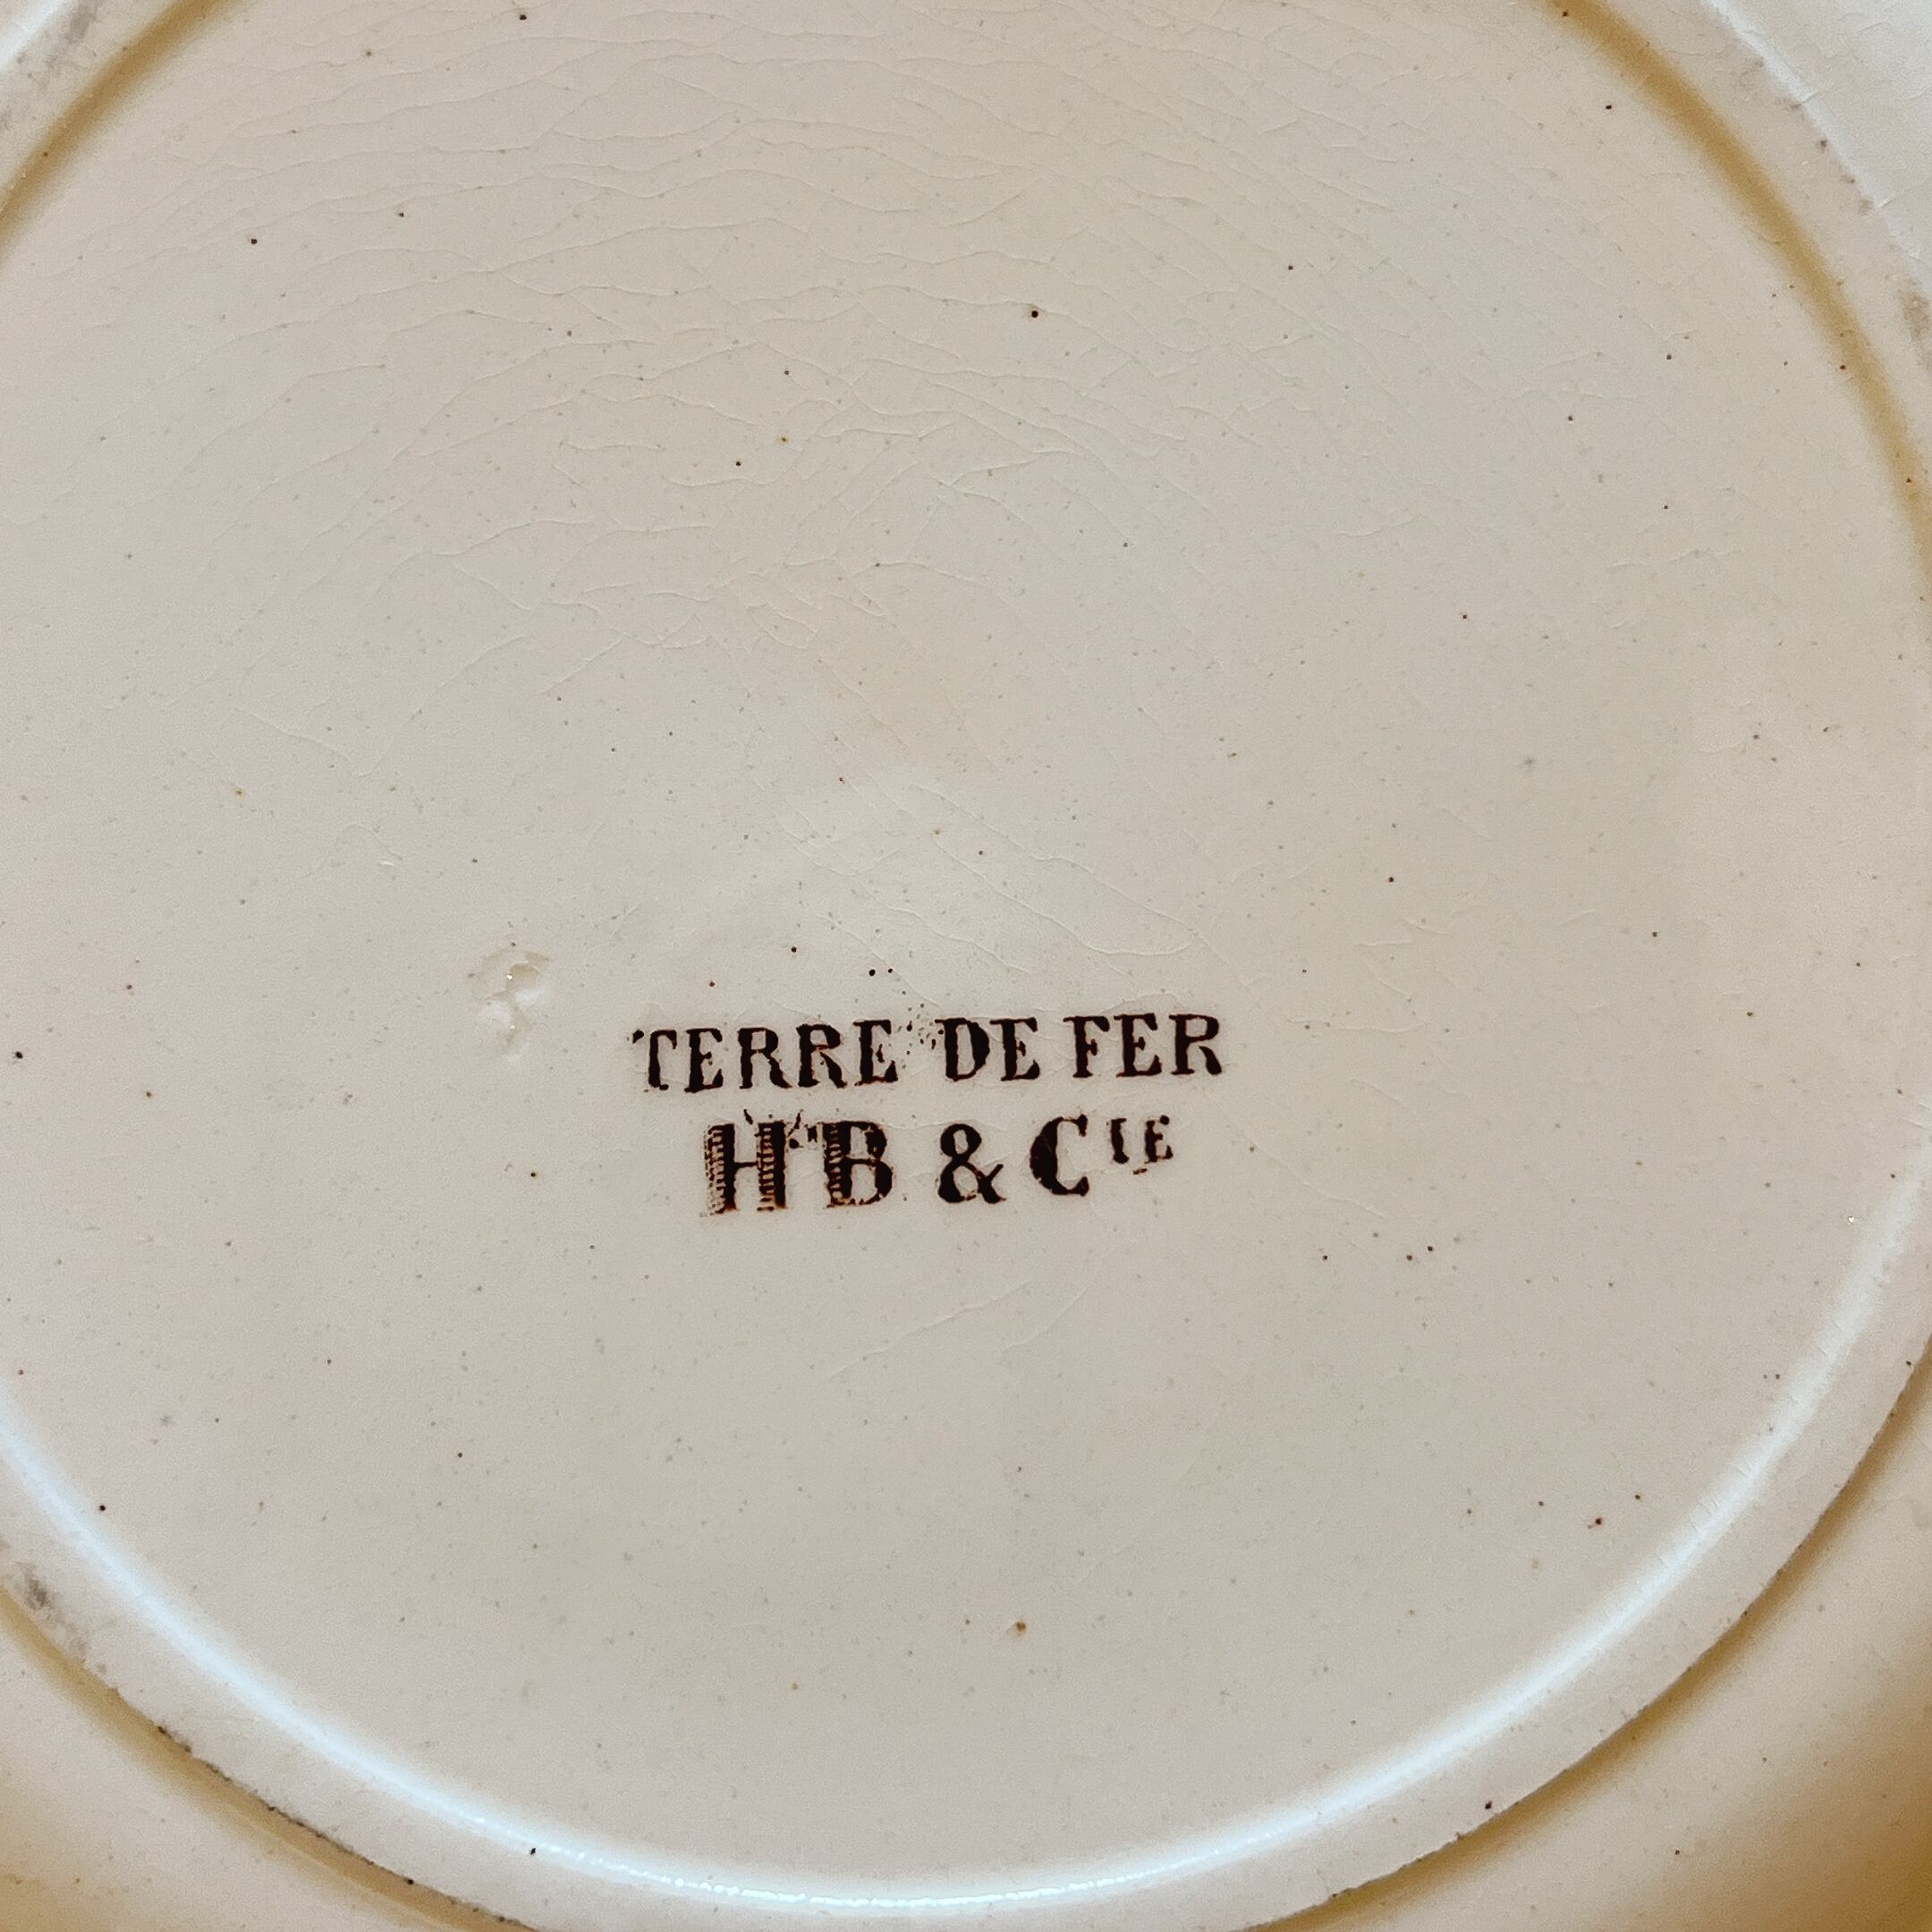 TERRE DE FER
HB & CIE